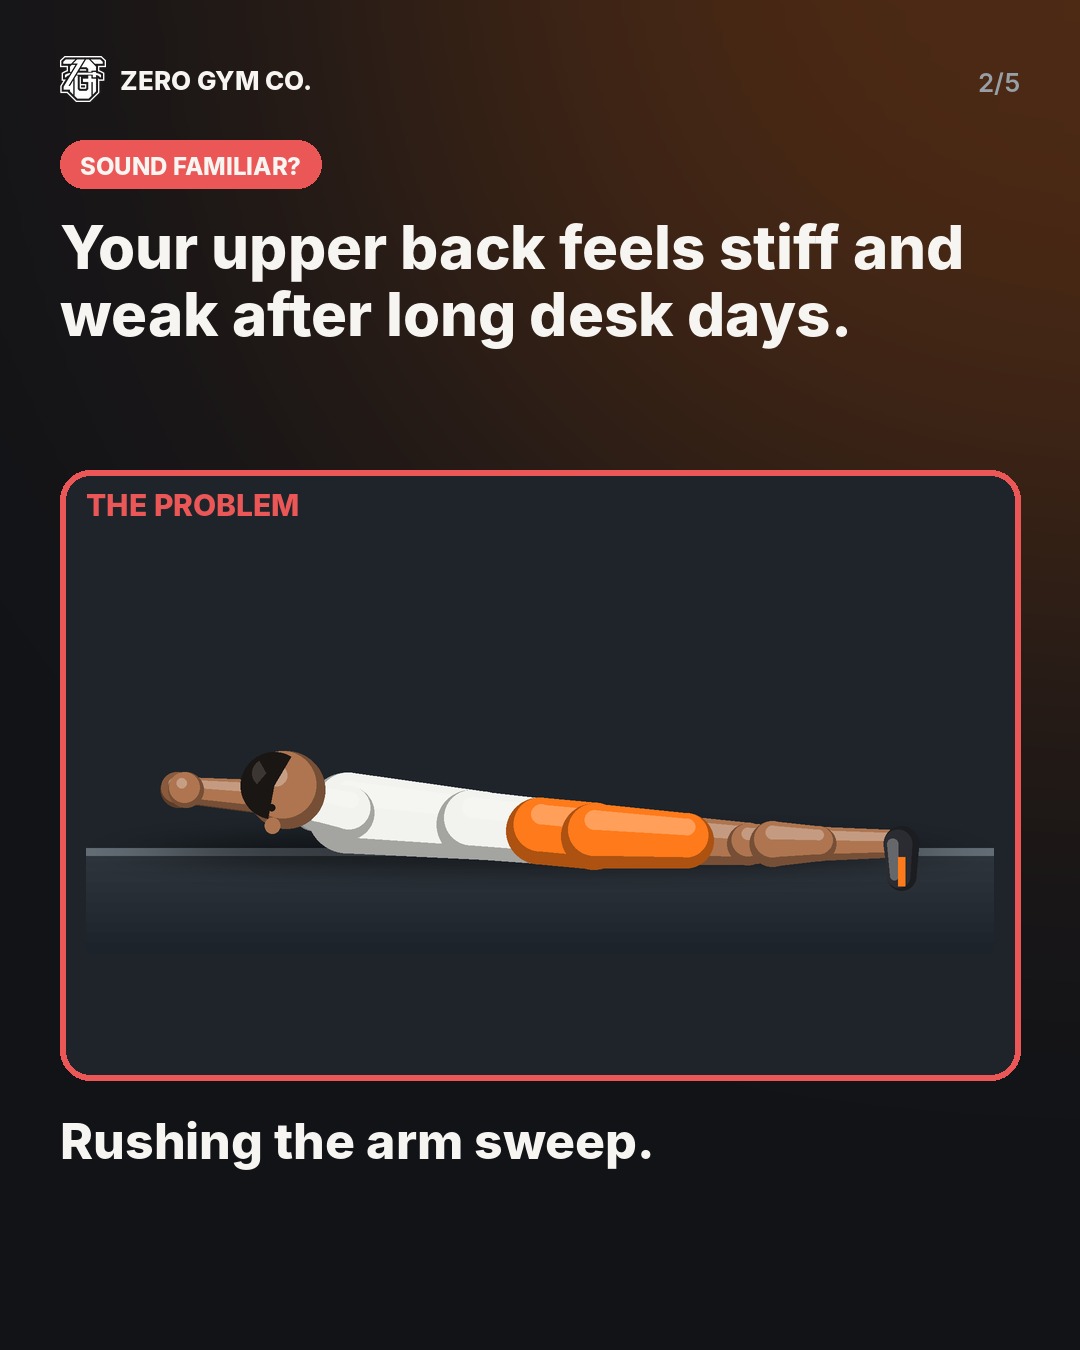 ZERO GYM CO.
2/5
SOUND FAMILIAR?
Your upper back feels stiff and
weak after long desk days.
THE PROBLEM
Rushing the arm sweep.